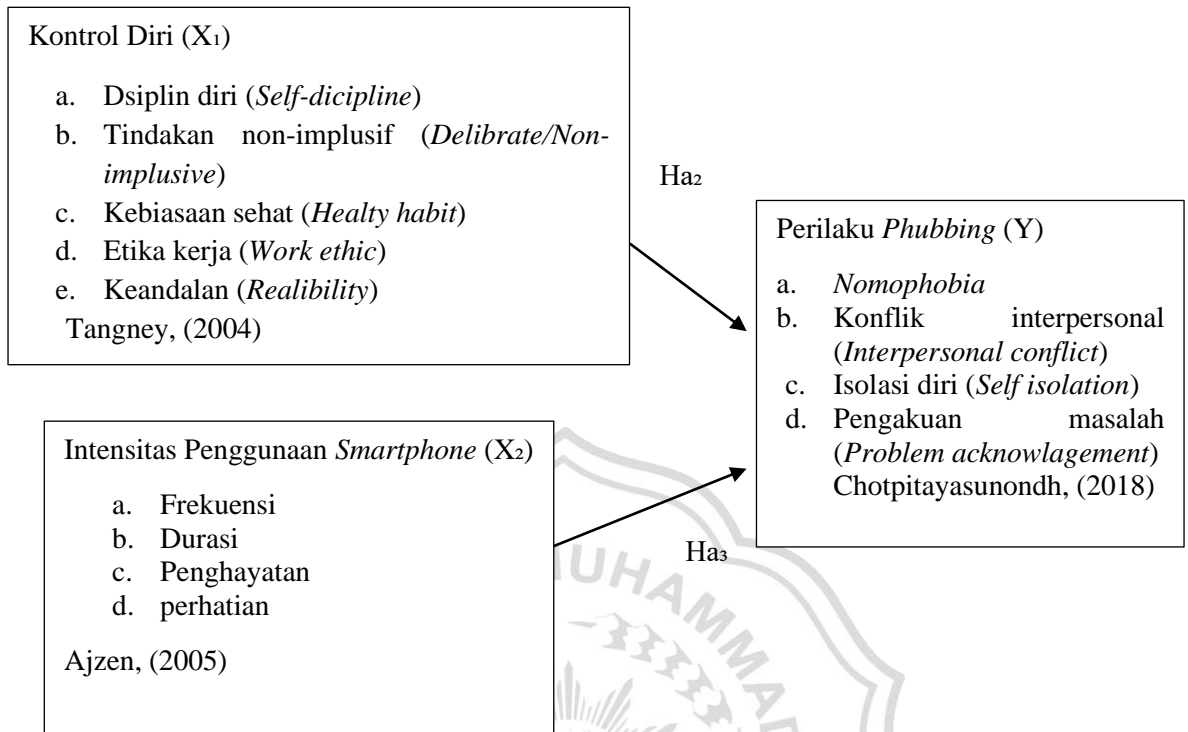 Kontrol Diri (X₁)
a. Dsiplin diri (Self-dicipline)
b. Tindakan non-implusif (Delibrate/Non-
implusive)
c. Kebiasaan sehat (Healty habit)
d. Etika kerja (Work ethic)
e. Keandalan (Realibility)
Tangney, (2004)
Ha₂
Perilaku Phubbing (Y)
a. Nomophobia
b. Konflik interpersonal
(Interpersonal conflict)
c. Isolasi diri (Self isolation)
d. Pengakuan masalah
(Problem acknowlagement)
Chotpitayasunondh, (2018)
Intensitas Penggunaan Smartphone (X₂)
a. Frekuensi
b. Durasi
c. Penghayatan
d. perhatian
Ajzen, (2005)
Ha₃